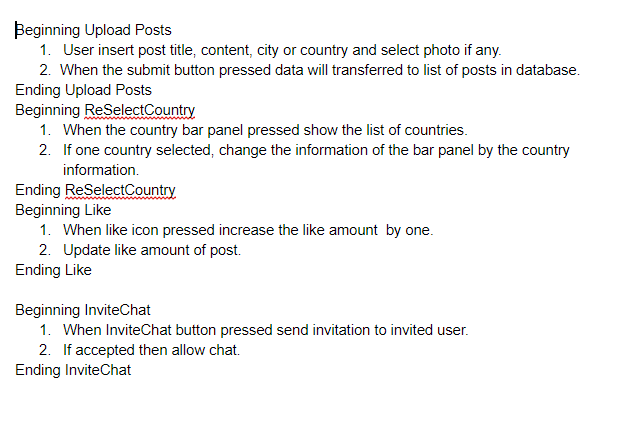 Beginning Upload Posts
1. User insert post title, content, city or country and select photo if any.
2. When the submit button pressed data will transferred to list of posts in database.
Ending Upload Posts
Beginning ReSelectCountry
1. When the country bar panel pressed show the list of countries.
2. If one country selected, change the information of the bar panel by the country
information.
Ending ReSelectCountry
Beginning Like
1. When like icon pressed increase the like amount  by one.
2. Update like amount of post.
Ending Like
Beginning InviteChat
1. When InviteChat button pressed send invitation to invited user.
2. If accepted then allow chat.
Ending InviteChat